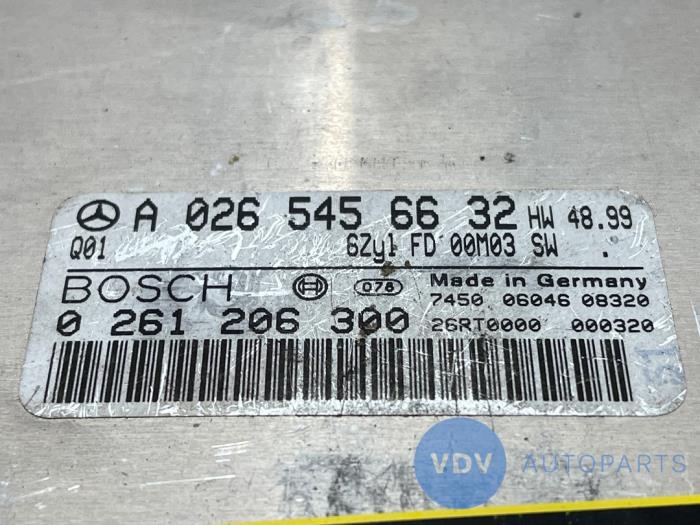 A 026 545 66 32 HW 48.99
Q01 6Zyl FD 00M03 SW .
BOSCH 076 Made in Germany
7450 06046 08320
0 261 206 300 26RT0000 000320
VDV AUTOPARTS